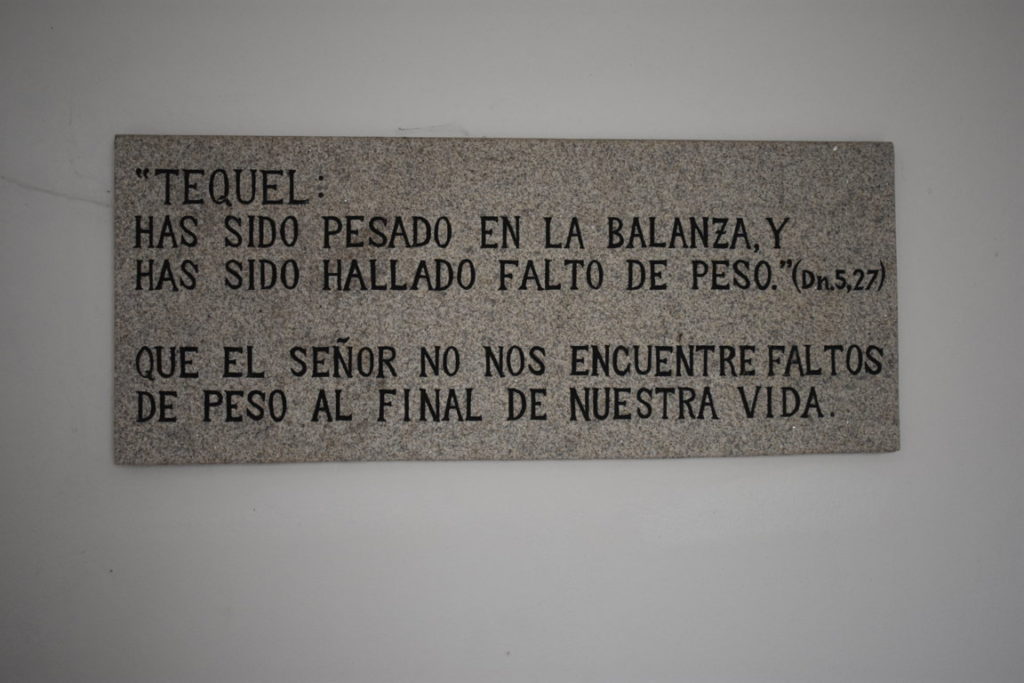 “TEQUEL:
HAS SIDO PESADO EN LA BALANZA, Y
HAS SIDO HALLADO FALTO DE PESO.” (Dn.5,27)
QUE EL SEÑOR NO NOS ENCUENTRE FALTOS
DE PESO AL FINAL DE NUESTRA VIDA.